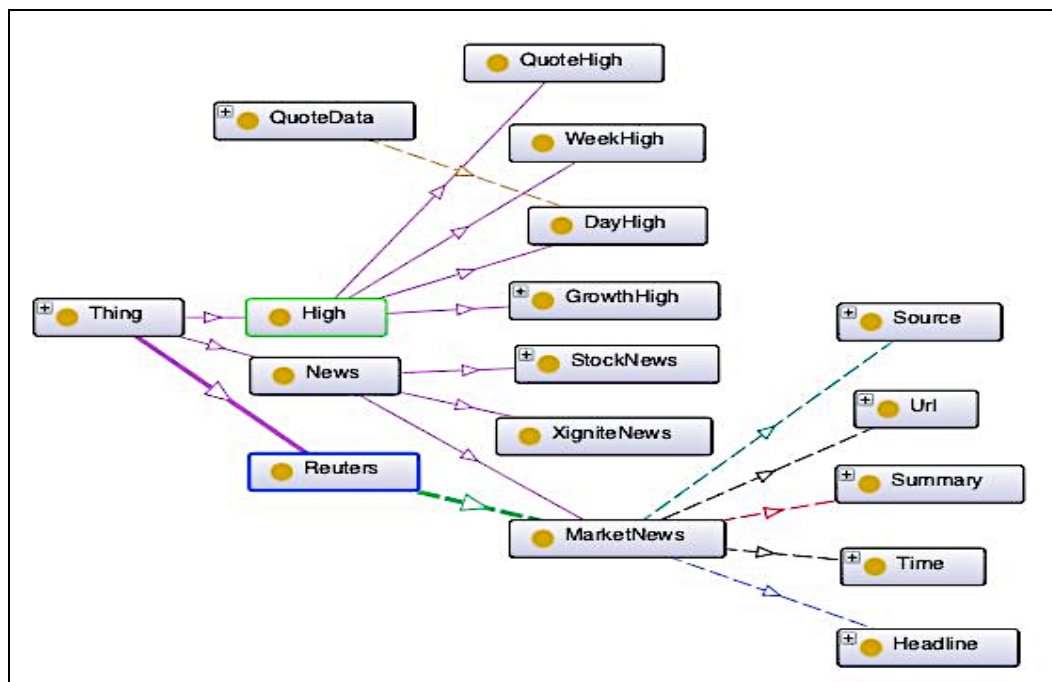 QuoteHigh
QuoteData
WeekHigh
DayHigh
Thing
High
GrowthHigh
Source
News
StockNews
Url
XigniteNews
Reuters
Summary
MarketNews
Time
Headline